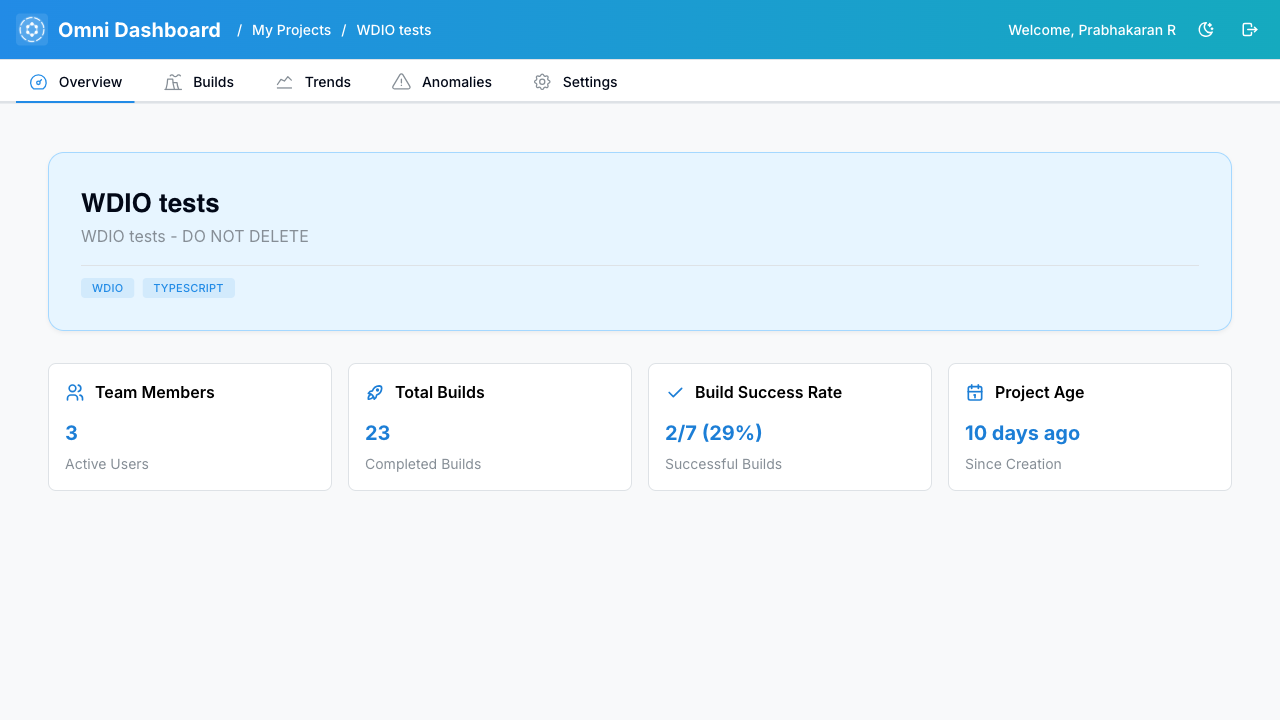 Omni Dashboard / My Projects / WDIO tests Welcome, Prabhakaran R
Overview Builds Trends Anomalies Settings
WDIO tests
WDIO tests - DO NOT DELETE
WDIO TYPESCRIPT
Team Members
3
Active Users
Total Builds
23
Completed Builds
Build Success Rate
2/7 (29%)
Successful Builds
Project Age
10 days ago
Since Creation